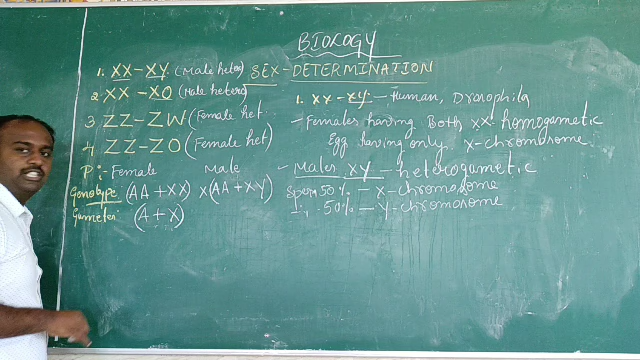 BIOLOGY
SEX-DETERMINATION
1. XX-XY (Male hetero)
2 XX-XO (Male hetero)
3 ZZ-ZW (Female het.
4. ZZ-ZO (Female het)
P:- Female Male
Genotype (AA+XX) X (AA+XY)
Gametes (A+X)
1. XX-XY- Human, Drosophila
- Females having Both XX- homogametic
Egg having only X-chromosome
- Males XY- heterogametic
Sperm 50% - X-chromosome
50% - Y-chromosome